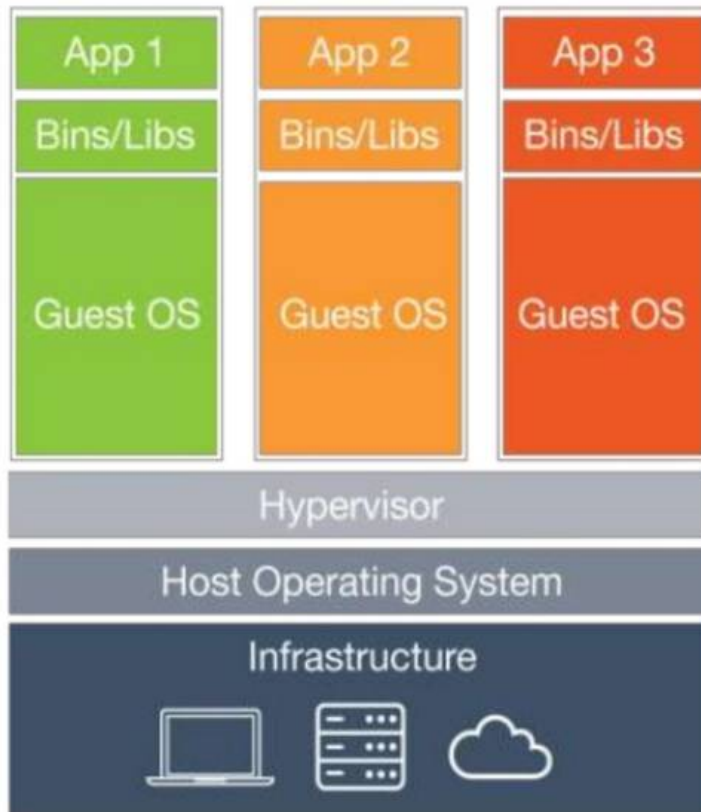 App 1
App 2
App 3
Bins/Libs
Bins/Libs
Bins/Libs
Guest OS
Guest OS
Guest OS
Hypervisor
Host Operating System
Infrastructure